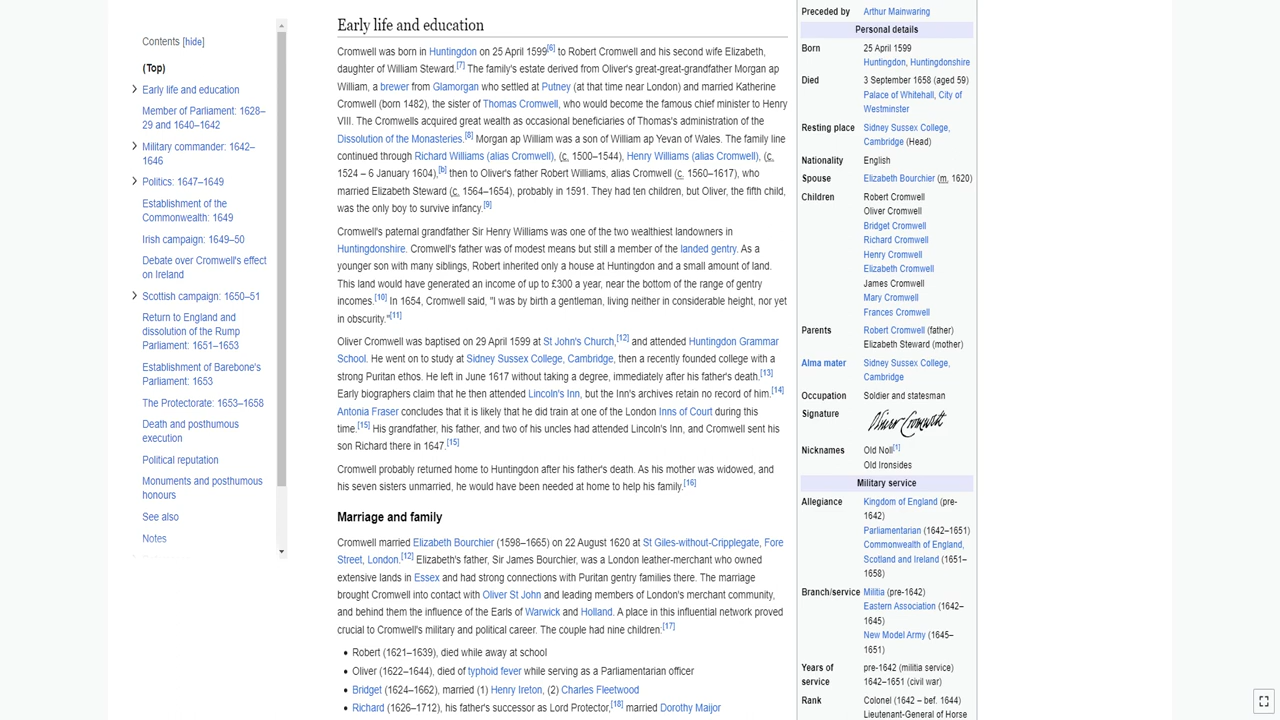 Contents [hide]
(Top)
Early life and education
Member of Parliament: 1628–
29 and 1640–1642
Military commander: 1642–
1646
Politics: 1647–1649
Establishment of the
Commonwealth: 1649
Irish campaign: 1649–50
Debate over Cromwell's effect
on Ireland
Scottish campaign: 1650–51
Return to England and
dissolution of the Rump
Parliament: 1651–1653
Establishment of Barebone's
Parliament: 1653
The Protectorate: 1653–1658
Death and posthumous
execution
Political reputation
Monuments and posthumous
honours
See also
Notes
Early life and education
Cromwell was born in Huntingdon on 25 April 1599[6] to Robert Cromwell and his second wife Elizabeth,
daughter of William Steward.[7] The family's estate derived from Oliver's great-great-grandfather Morgan ap
William, a brewer from Glamorgan who settled at Putney (at that time near London) and married Katherine
Cromwell (born 1482), the sister of Thomas Cromwell, who would become the famous chief minister to Henry
VIII. The Cromwells acquired great wealth as occasional beneficiaries of Thomas's administration of the
Dissolution of the Monasteries.[8] Morgan ap William was a son of William ap Yevan of Wales. The family line
continued through Richard Williams (alias Cromwell), (c. 1500–1544), Henry Williams (alias Cromwell), (c.
1524 – 6 January 1604),[b] then to Oliver's father Robert Williams, alias Cromwell (c. 1560–1617), who
married Elizabeth Steward (c. 1564–1654), probably in 1591. They had ten children, but Oliver, the fifth child,
was the only boy to survive infancy.[9]
Cromwell's paternal grandfather Sir Henry Williams was one of the two wealthiest landowners in
Huntingdonshire. Cromwell's father was of modest means but still a member of the landed gentry. As a
younger son with many siblings, Robert inherited only a house at Huntingdon and a small amount of land.
This land would have generated an income of up to £300 a year, near the bottom of the range of gentry
incomes.[10] In 1654, Cromwell said, "I was by birth a gentleman, living neither in considerable height, nor yet
in obscurity."[11]
Oliver Cromwell was baptised on 29 April 1599 at St John's Church,[12] and attended Huntingdon Grammar
School. He went on to study at Sidney Sussex College, Cambridge, then a recently founded college with a
strong Puritan ethos. He left in June 1617 without taking a degree, immediately after his father's death.[13]
Early biographers claim that he then attended Lincoln's Inn, but the Inn's archives retain no record of him.[14]
Antonia Fraser concludes that it is likely that he did train at one of the London Inns of Court during this
time.[15] His grandfather, his father, and two of his uncles had attended Lincoln's Inn, and Cromwell sent his
son Richard there in 1647.[15]
Cromwell probably returned home to Huntingdon after his father's death. As his mother was widowed, and
his seven sisters unmarried, he would have been needed at home to help his family.[16]
Marriage and family
Cromwell married Elizabeth Bourchier (1598–1665) on 22 August 1620 at St Giles-without-Cripplegate, Fore
Street, London.[12] Elizabeth's father, Sir James Bourchier, was a London leather-merchant who owned
extensive lands in Essex and had strong connections with Puritan gentry families there. The marriage
brought Cromwell into contact with Oliver St John and leading members of London's merchant community,
and behind them the influence of the Earls of Warwick and Holland. A place in this influential network proved
crucial to Cromwell's military and political career. The couple had nine children:[17]
• Robert (1621–1639), died while away at school
• Oliver (1622–1644), died of typhoid fever while serving as a Parliamentarian officer
• Bridget (1624–1662), married (1) Henry Ireton, (2) Charles Fleetwood
• Richard (1626–1712), his father's successor as Lord Protector,[18] married Dorothy Maijor
Preceded by Arthur Mainwaring
Personal details
Born 25 April 1599
Huntingdon, Huntingdonshire
Died 3 September 1658 (aged 59)
Palace of Whitehall, City of
Westminster
Resting place Sidney Sussex College,
Cambridge (Head)
Nationality English
Spouse Elizabeth Bourchier (m. 1620)
Children Robert Cromwell
Oliver Cromwell
Bridget Cromwell
Richard Cromwell
Henry Cromwell
Elizabeth Cromwell
James Cromwell
Mary Cromwell
Frances Cromwell
Parents Robert Cromwell (father)
Elizabeth Steward (mother)
Alma mater Sidney Sussex College,
Cambridge
Occupation Soldier and statesman
Signature Oliver Cromwell
Nicknames Old Noll[1]
Old Ironsides
Military service
Allegiance Kingdom of England (pre-
1642)
Parliamentarian (1642–1651)
Commonwealth of England,
Scotland and Ireland (1651–
1658)
Branch/service Militia (pre-1642)
Eastern Association (1642–
1645)
New Model Army (1645–
1651)
Years of pre-1642 (militia service)
service 1642–1651 (civil war)
Rank Colonel (1642 – bef. 1644)
Lieutenant-General of Horse